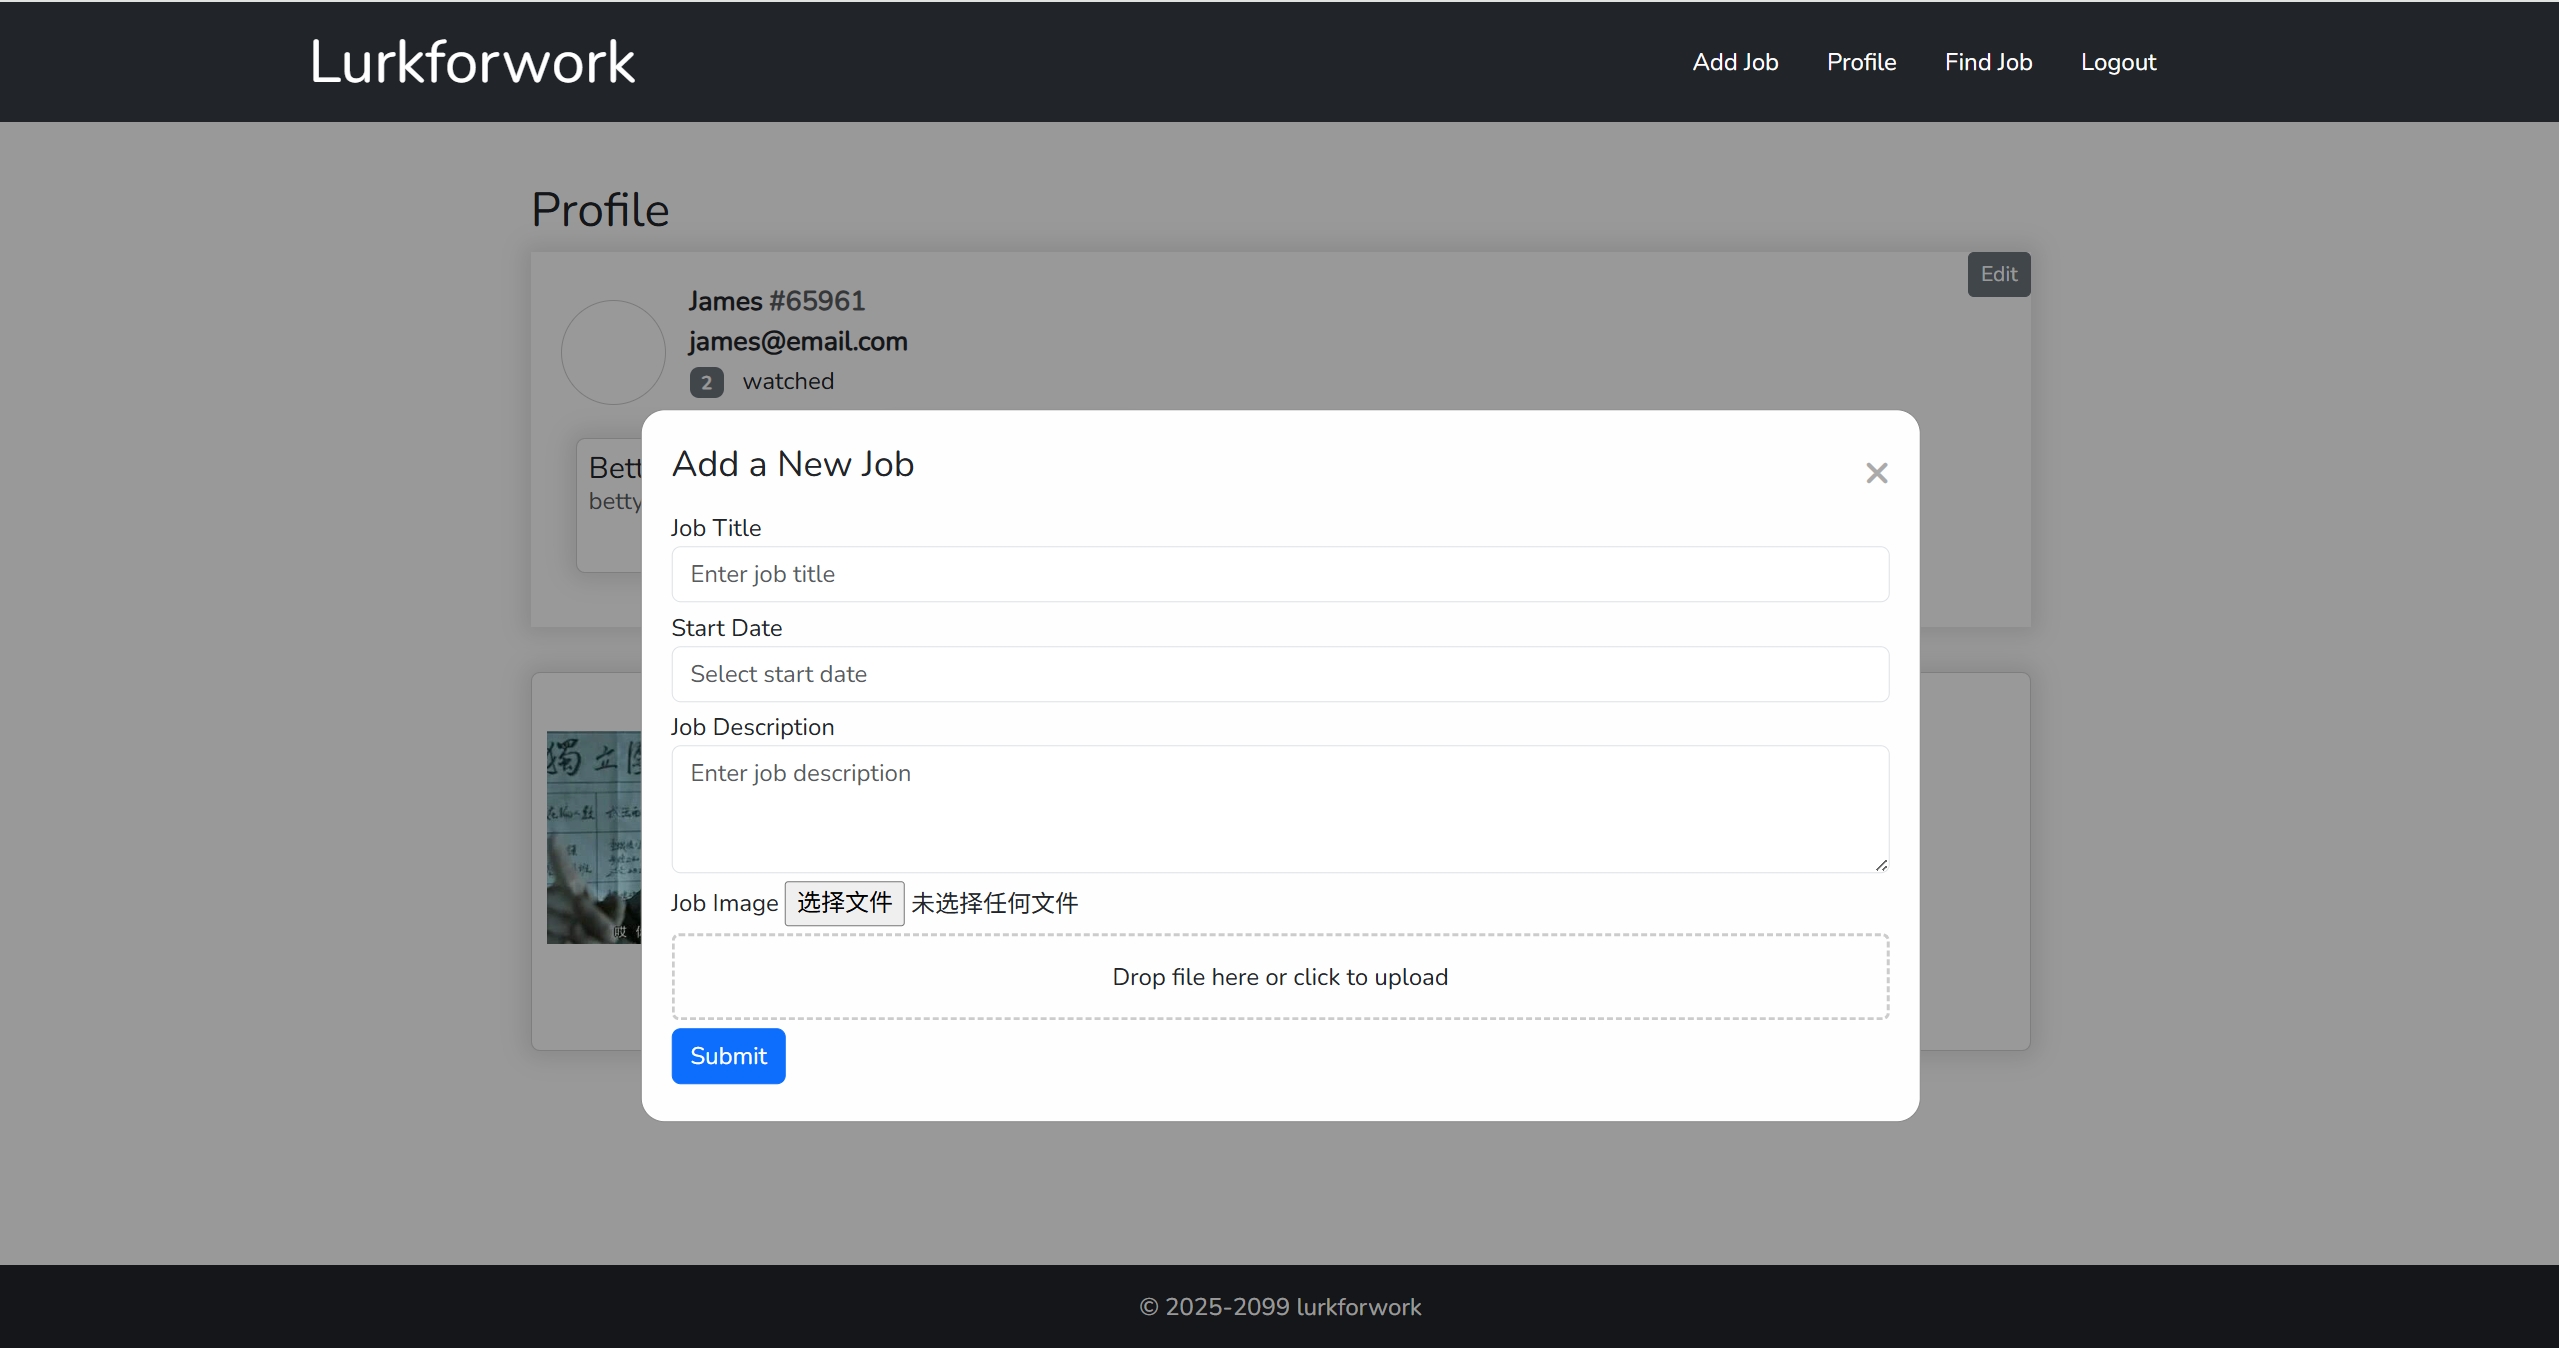 Lurkforwork
Add Job Profile Find Job Logout
Profile
Edit
James #65961
james@email.com
2 watched
Add a New Job
Job Title
Enter job title
Start Date
Select start date
Job Description
Enter job description
Job Image 选择文件 未选择任何文件
Drop file here or click to upload
Submit
獨立
© 2025-2099 lurkforwork